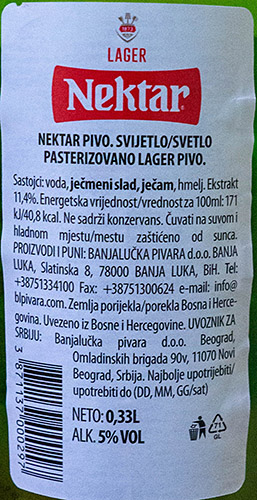 1873
LAGER
Nektar
NEKTAR PIVO. SVIJETLO/SVETLO
PASTERIZOVANO LAGER PIVO.
Sastojci: voda, ječmeni slad, ječam, hmelj. Ekstrakt
11,4%. Energetska vrijednost/vrednost za 100ml: 171
kJ/40,8 kcal. Ne sadrži konzervans. Čuvati na suvom i
hladnom mjestu/mestu zaštićeno od sunca.
PROIZVODI I PUNI: BANJALUČKA PIVARA d.o.o. BANJA
LUKA, Slatinska 8, 78000 BANJA LUKA, BiH. Tel:
+38751334100 Fax: +38751300624 e-mail: info@
blpivara.com. Zemlja porijekla/porekla Bosna i Herce-
govina. Uvezeno iz Bosne i Hercegovine. UVOZNIK ZA
SRBIJU: Banjalučka pivara d.o.o. Beograd,
Omladinskih brigada 90v, 11070 Novi
Beograd, Srbija. Najbolje upotrijebiti/
upotrebiti do (DD, MM, GG/sat)
NETO: 0,33L
ALK. 5% VOL
71
GL
3871137000297